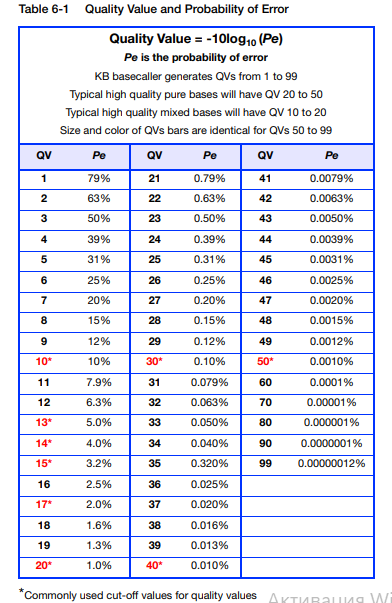 Table 6-1 Quality Value and Probability of Error
Quality Value = -10log10 (Pe)
Pe is the probability of error
KB basecaller generates QVs from 1 to 99
Typical high quality pure bases will have QV 20 to 50
Typical high quality mixed bases will have QV 10 to 20
Size and color of QVs bars are identical for QVs 50 to 99
QV Pe QV Pe QV Pe
1 79% 21 0.79% 41 0.0079%
2 63% 22 0.63% 42 0.0063%
3 50% 23 0.50% 43 0.0050%
4 39% 24 0.39% 44 0.0039%
5 31% 25 0.31% 45 0.0031%
6 25% 26 0.25% 46 0.0025%
7 20% 27 0.20% 47 0.0020%
8 15% 28 0.15% 48 0.0015%
9 12% 29 0.12% 49 0.0012%
10* 10% 30* 0.10% 50* 0.0010%
11 7.9% 31 0.079% 60 0.0001%
12 6.3% 32 0.063% 70 0.00001%
13* 5.0% 33 0.050% 80 0.000001%
14* 4.0% 34 0.040% 90 0.0000001%
15* 3.2% 35 0.320% 99 0.00000012%
16 2.5% 36 0.025%
17* 2.0% 37 0.020%
18 1.6% 38 0.016%
19 1.3% 39 0.013%
20* 1.0% 40* 0.010%
*Commonly used cut-off values for quality values
Активация Wi